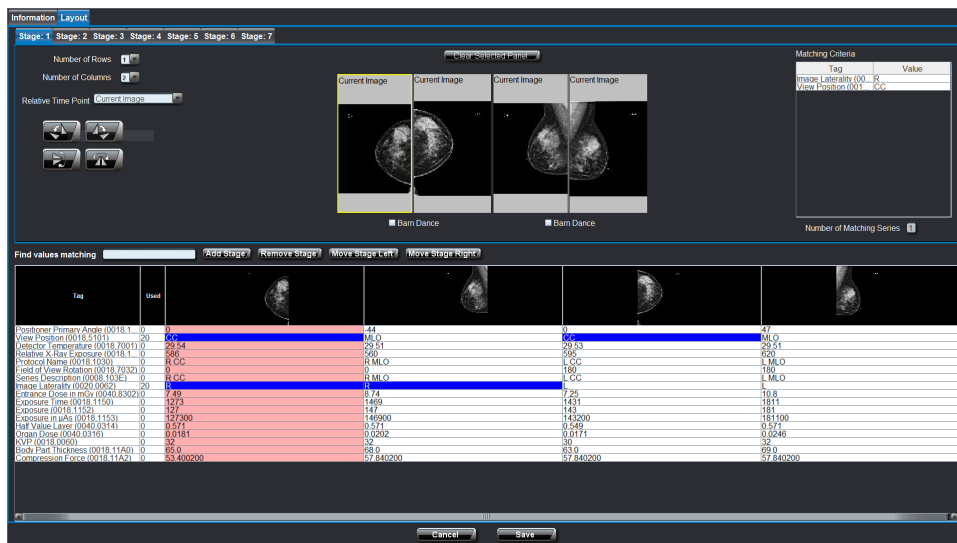 Information Layout
Stage: 1 Stage: 2 Stage: 3 Stage: 4 Stage: 5 Stage: 6 Stage: 7
Number of Rows 1
Number of Columns 2
Relative Time Point Current Image
Clear Selected Panel
Current Image Current Image Current Image Current Image
Barn Dance Barn Dance
Matching Criteria
Tag Value
Image Laterality (00... R
View Position (001... CC
Number of Matching Series 1
Find values matching Add Stage Remove Stage Move Stage Left Move Stage Right
Tag Used
Positioner Primary Angle (0018,1... 0 0 -44 0 47
View Position (0018,5101) 20 CC MLO CC MLO
Detector Temperature (0018,7001) 0 29.54 29.51 29.53 29.51
Relative X-Ray Exposure (0018,1... 0 586 560 595 620
Protocol Name (0018,1030) 0 R CC R MLO L CC L MLO
Field of View Rotation (0018,7032) 0 0 0 180 180
Series Description (0008,103E) 0 R CC R MLO L CC L MLO
Image Laterality (0020,0062) 20 R R L L
Entrance Dose in mGy (0040,8302) 0 7.49 8.74 7.25 10.8
Exposure Time (0018,1150) 0 1273 1469 1431 1811
Exposure (0018,1152) 0 127 147 143 181
Exposure in uAs (0018,1153) 0 127300 146900 143200 181100
Half Value Layer (0040,0314) 0 0.571 0.571 0.549 0.571
Organ Dose (0040,0316) 0 0.0181 0.0202 0.0171 0.0246
KVP (0018,0060) 0 32 32 30 32
Body Part Thickness (0018,11A0) 0 65.0 68.0 63.0 69.0
Compression Force (0018,11A2) 0 53.400200 57.840200 57.840200 57.840200
Cancel Save